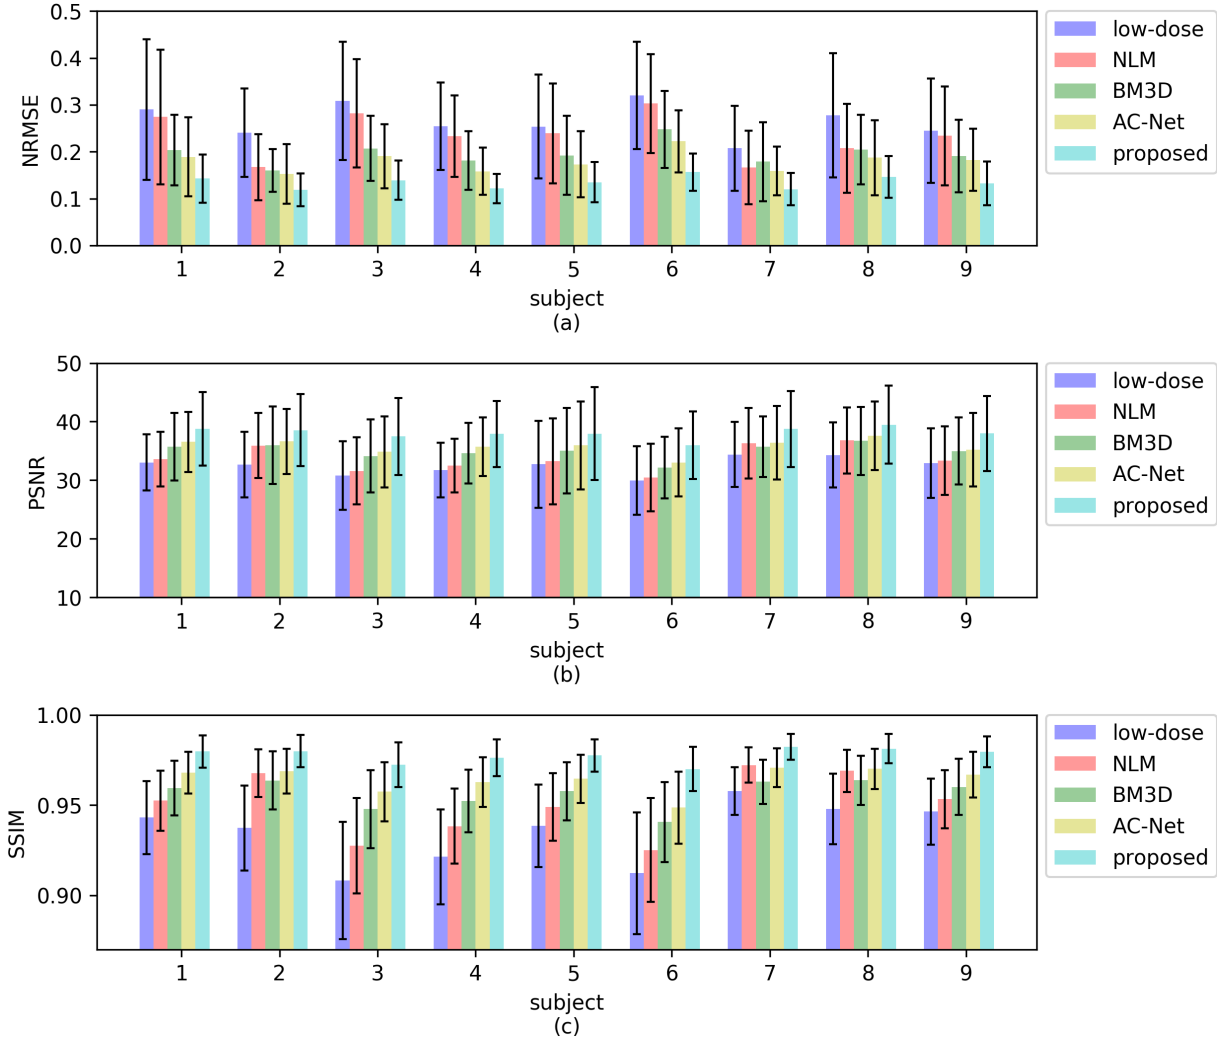 0.5
0.4
0.3
0.2
0.1
0.0
NRMSE
1 2 3 4 5 6 7 8 9
subject
(a)
low-dose
NLM
BM3D
AC-Net
proposed
50
40
30
20
10
PSNR
1 2 3 4 5 6 7 8 9
subject
(b)
low-dose
NLM
BM3D
AC-Net
proposed
1.00
0.95
0.90
SSIM
1 2 3 4 5 6 7 8 9
subject
(c)
low-dose
NLM
BM3D
AC-Net
proposed